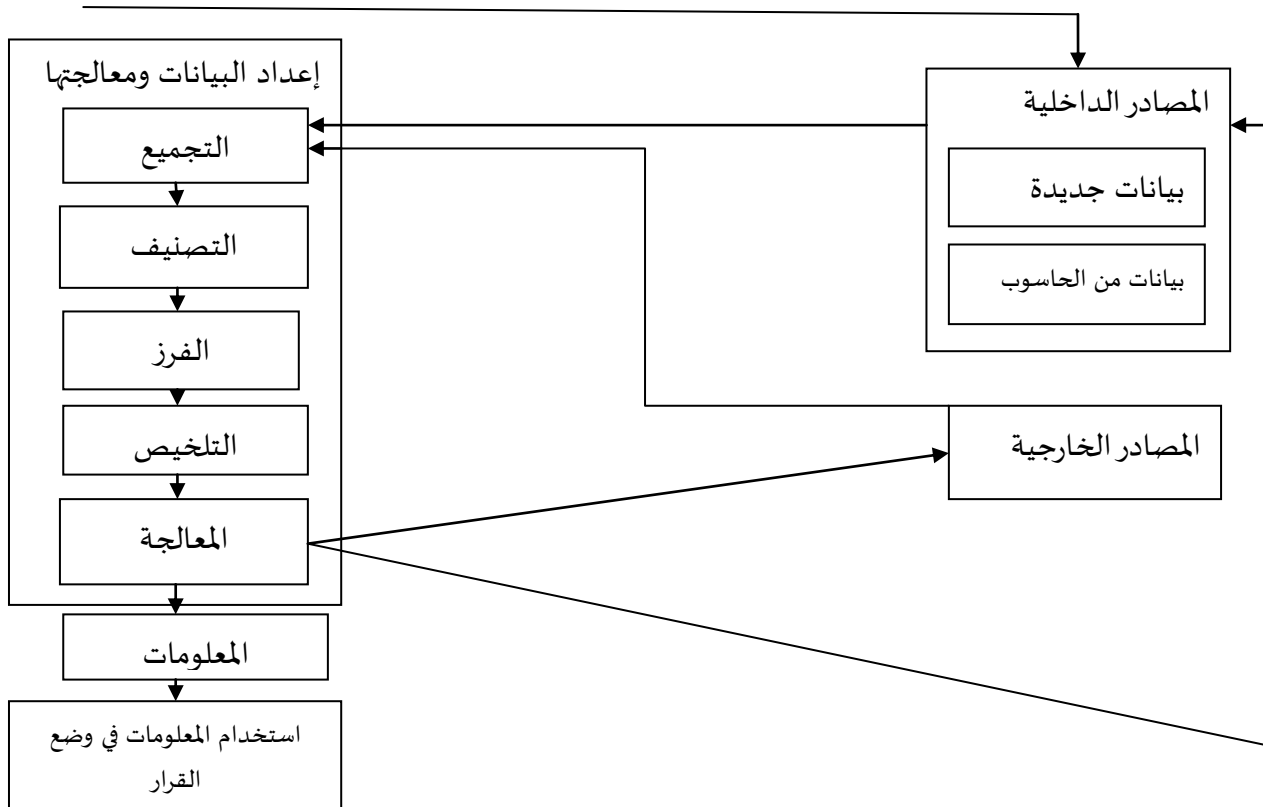 المصادر الداخلية
بيانات جديدة
بيانات من الحاسوب
المصادر الخارجية
إعداد البيانات ومعالجتها
التجميع
التصنيف
الفرز
التلخيص
المعالجة
المعلومات
استخدام المعلومات في وضع
القرار